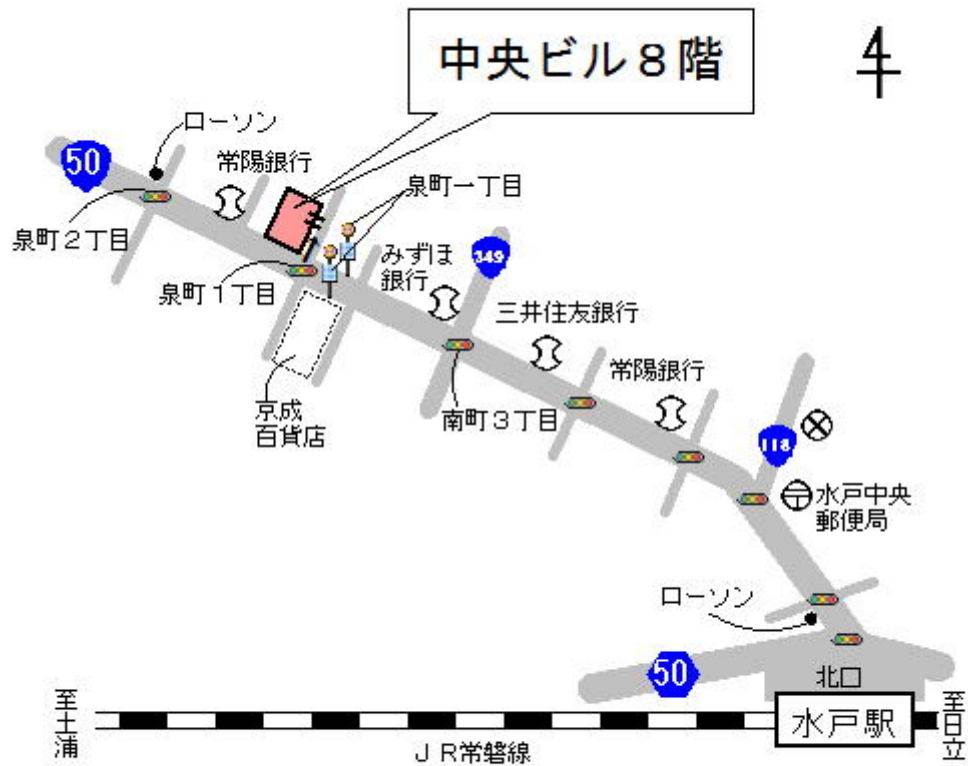 中央ビル８階
ローソン
50
常陽銀行
泉町一丁目
泉町２丁目
泉町１丁目
みずほ
銀行
349
三井住友銀行
常陽銀行
京成
百貨店
南町３丁目
118
水戸中央
郵便局
ローソン
50
北口
水戸駅
至土浦
至日立
ＪＲ常磐線